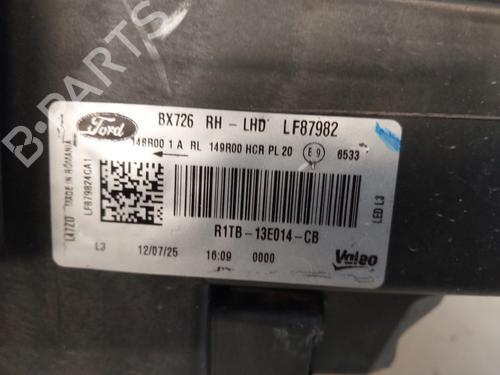 B-PARTS
Ford
BX726 RH - LHD LF87982
148R00 1 A RL 149R00 HCR PL 20 E9 6533
MADE IN ROMANIA
LF879824CA1
LED L3
R1TB-13E014-CB
L3 12/07/25 16:09 0000
Valeo